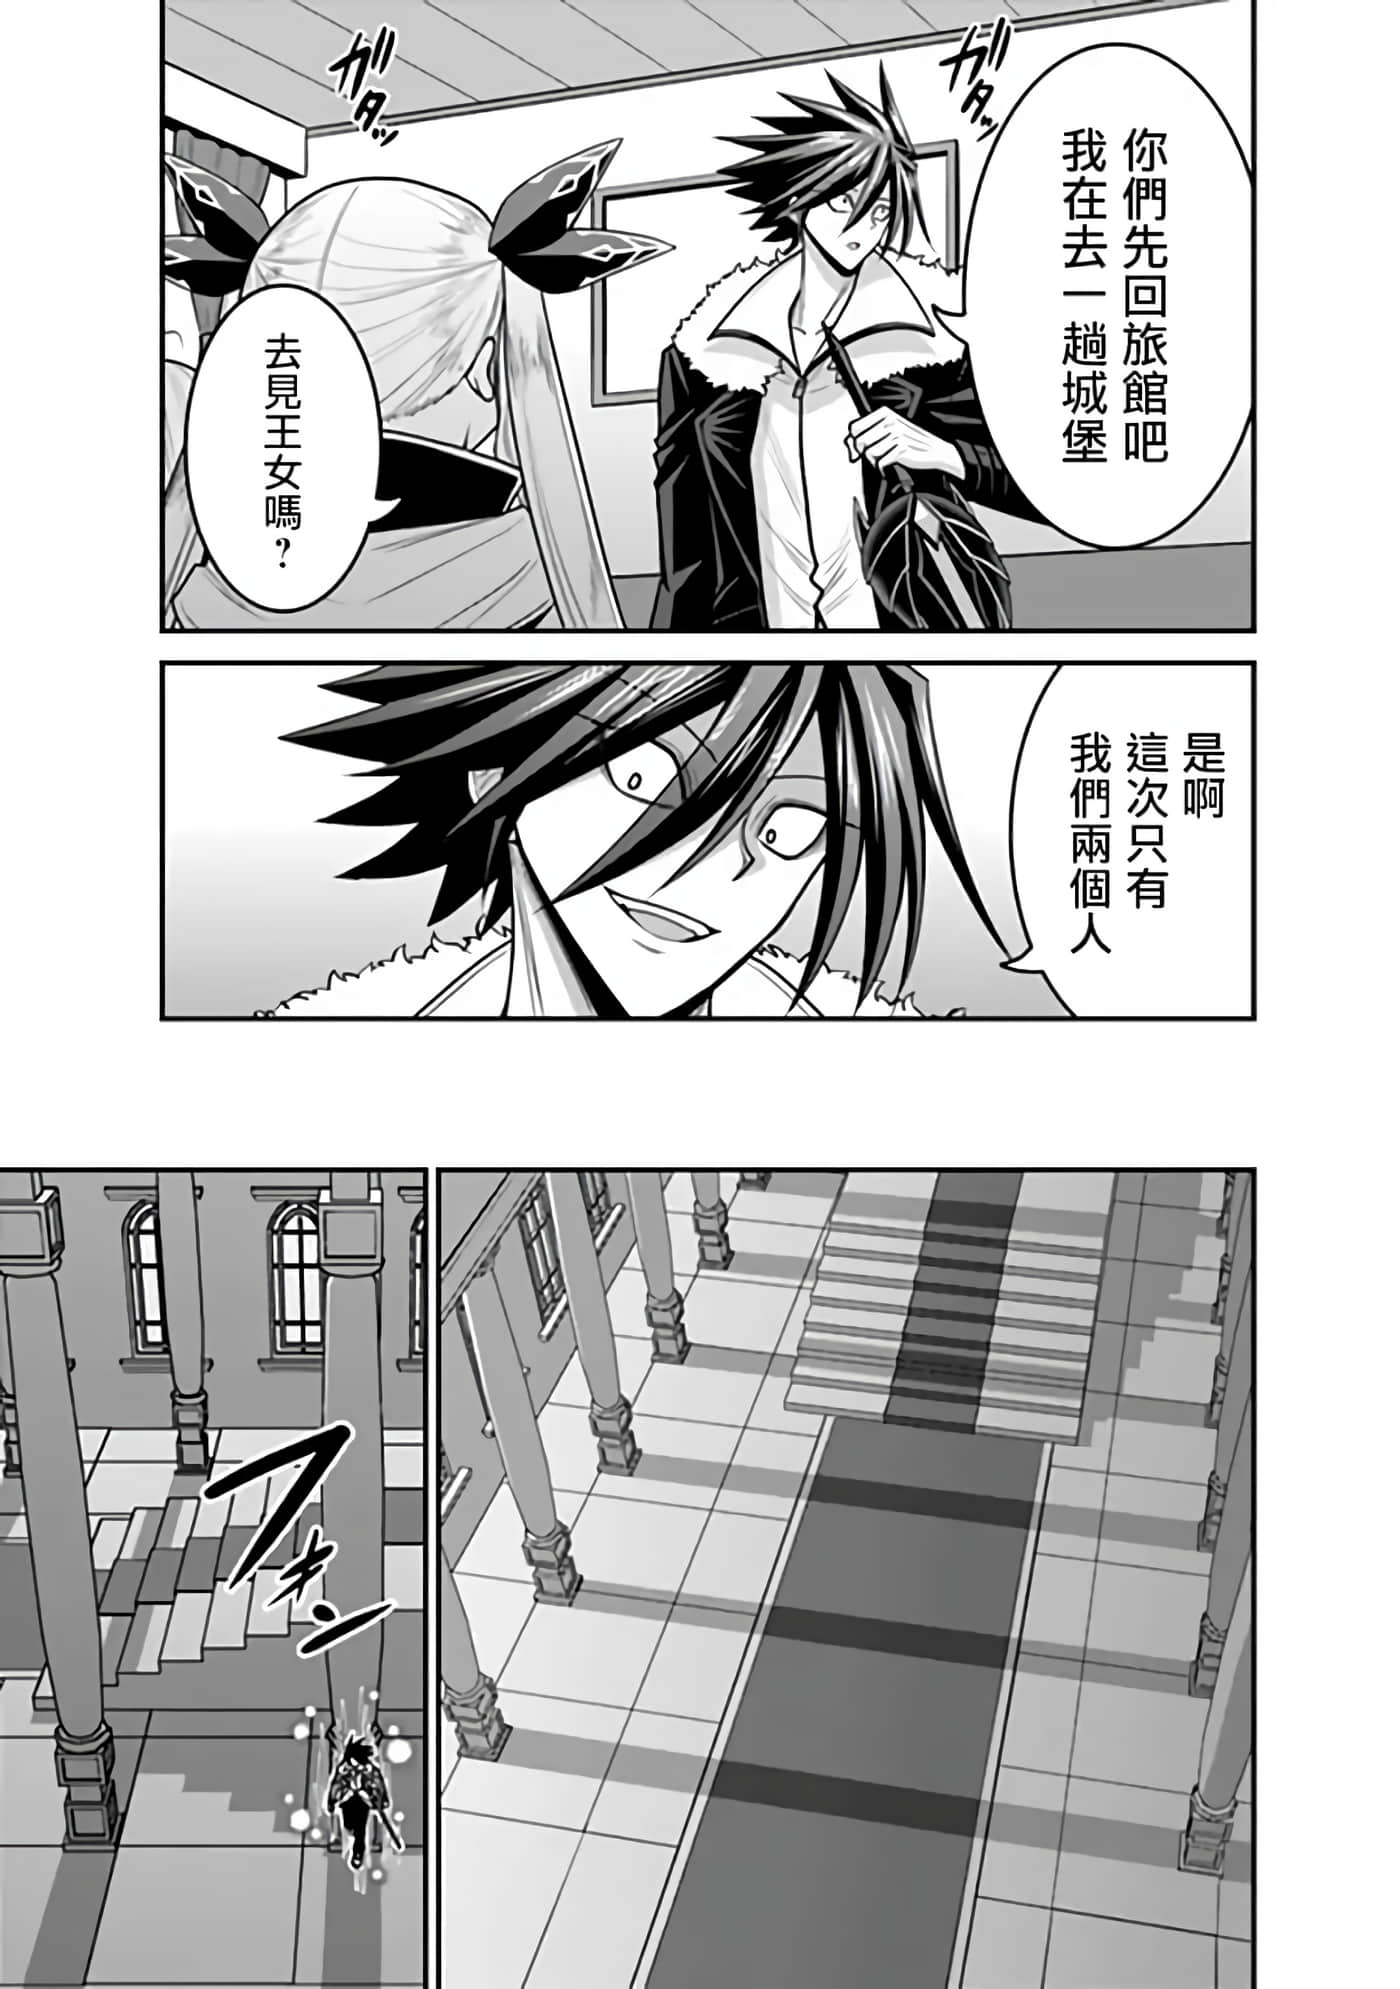 你們先回旅館吧
我在去一趟城堡
ガタッ
ガタッ
去見王女嗎？
是啊
這次只有
我們兩個人
フォン